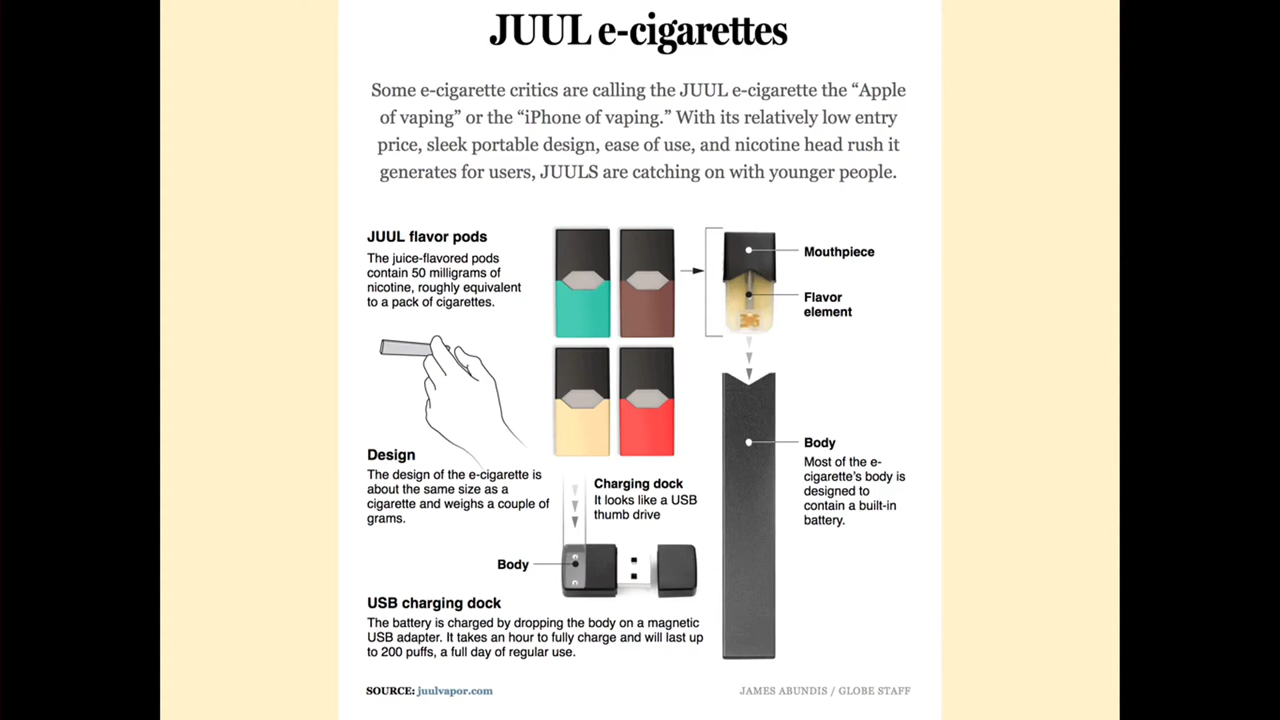 JUUL e-cigarettes
Some e-cigarette critics are calling the JUUL e-cigarette the “Apple
of vaping” or the “iPhone of vaping.” With its relatively low entry
price, sleek portable design, ease of use, and nicotine head rush it
generates for users, JUULS are catching on with younger people.
JUUL flavor pods
The juice-flavored pods
contain 50 milligrams of
nicotine, roughly equivalent
to a pack of cigarettes.
Mouthpiece
Flavor
element
Design
The design of the e-cigarette is
about the same size as a
cigarette and weighs a couple of
grams.
Charging dock
It looks like a USB
thumb drive
Body
Most of the e-
cigarette’s body is
designed to
contain a built-in
battery.
Body
USB charging dock
The battery is charged by dropping the body on a magnetic
USB adapter. It takes an hour to fully charge and will last up
to 200 puffs, a full day of regular use.
SOURCE: juulvapor.com
JAMES ABUNDIS / GLOBE STAFF